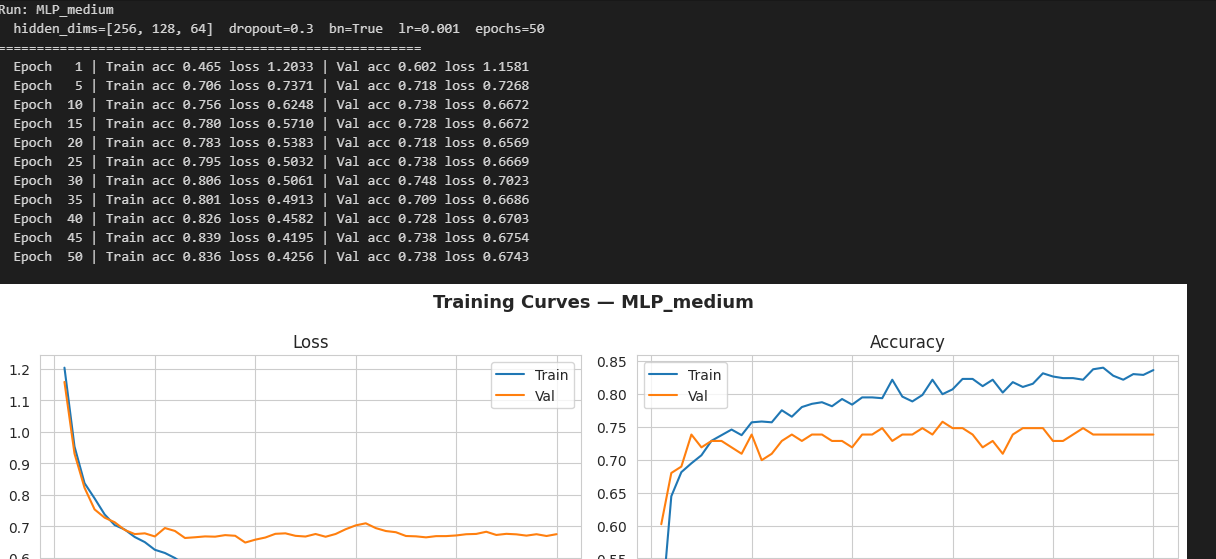 Run: MLP_medium
hidden_dims=[256, 128, 64]  dropout=0.3  bn=True  lr=0.001  epochs=50
======================================================
Epoch   1 | Train acc 0.465 loss 1.2033 | Val acc 0.602 loss 1.1581
Epoch   5 | Train acc 0.706 loss 0.7371 | Val acc 0.718 loss 0.7268
Epoch  10 | Train acc 0.756 loss 0.6248 | Val acc 0.738 loss 0.6672
Epoch  15 | Train acc 0.780 loss 0.5710 | Val acc 0.728 loss 0.6672
Epoch  20 | Train acc 0.783 loss 0.5383 | Val acc 0.718 loss 0.6569
Epoch  25 | Train acc 0.795 loss 0.5032 | Val acc 0.738 loss 0.6669
Epoch  30 | Train acc 0.806 loss 0.5061 | Val acc 0.748 loss 0.7023
Epoch  35 | Train acc 0.801 loss 0.4913 | Val acc 0.709 loss 0.6686
Epoch  40 | Train acc 0.826 loss 0.4582 | Val acc 0.728 loss 0.6703
Epoch  45 | Train acc 0.839 loss 0.4195 | Val acc 0.738 loss 0.6754
Epoch  50 | Train acc 0.836 loss 0.4256 | Val acc 0.738 loss 0.6743
Training Curves — MLP_medium
Loss
1.2
1.1
1.0
0.9
0.8
0.7
0.6
Train
Val
Accuracy
0.85
0.80
0.75
0.70
0.65
0.60
0.55
Train
Val